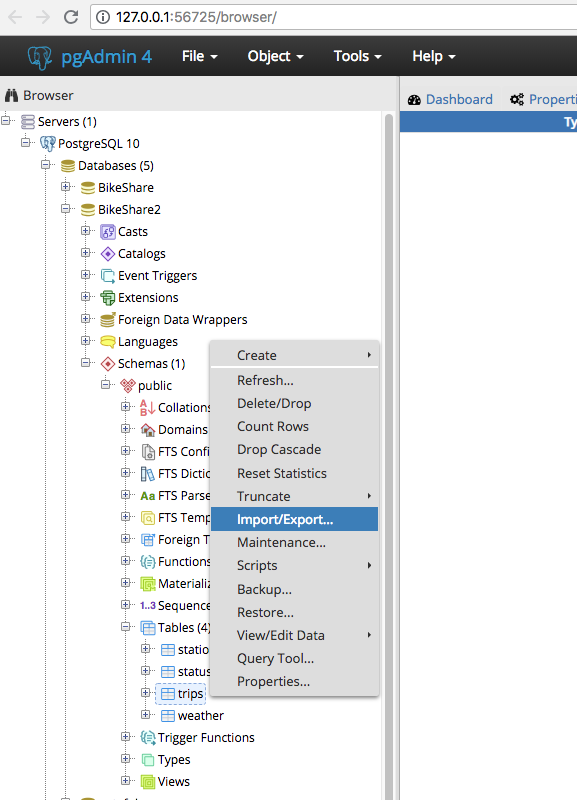 127.0.0.1:56725/browser/
pgAdmin 4 File Object Tools Help
Browser
Dashboard
Servers (1)
PostgreSQL 10
Databases (5)
BikeShare
BikeShare2
Casts
Catalogs
Event Triggers
Extensions
Foreign Data Wrappers
Languages
Schemas (1)
public
Collations
Domains
FTS Confi
FTS Dictio
FTS Parse
FTS Temp
Foreign T
Functions
Materializ
1..3 Sequence
Tables (4)
statio
status
trips
weather
Trigger Functions
Types
Views
Create
Refresh...
Delete/Drop
Count Rows
Drop Cascade
Reset Statistics
Truncate
Import/Export...
Maintenance...
Scripts
Backup...
Restore...
View/Edit Data
Query Tool...
Properties...
Properti
Ty